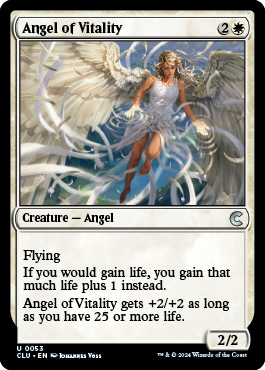 Angel of Vitality 2
Creature — Angel
Flying
If you would gain life, you gain that
much life plus 1 instead.
Angel of Vitality gets +2/+2 as long
as you have 25 or more life.
2/2
U 0053
CLU • EN Johannes Voss
™ & © 2024 Wizards of the Coast